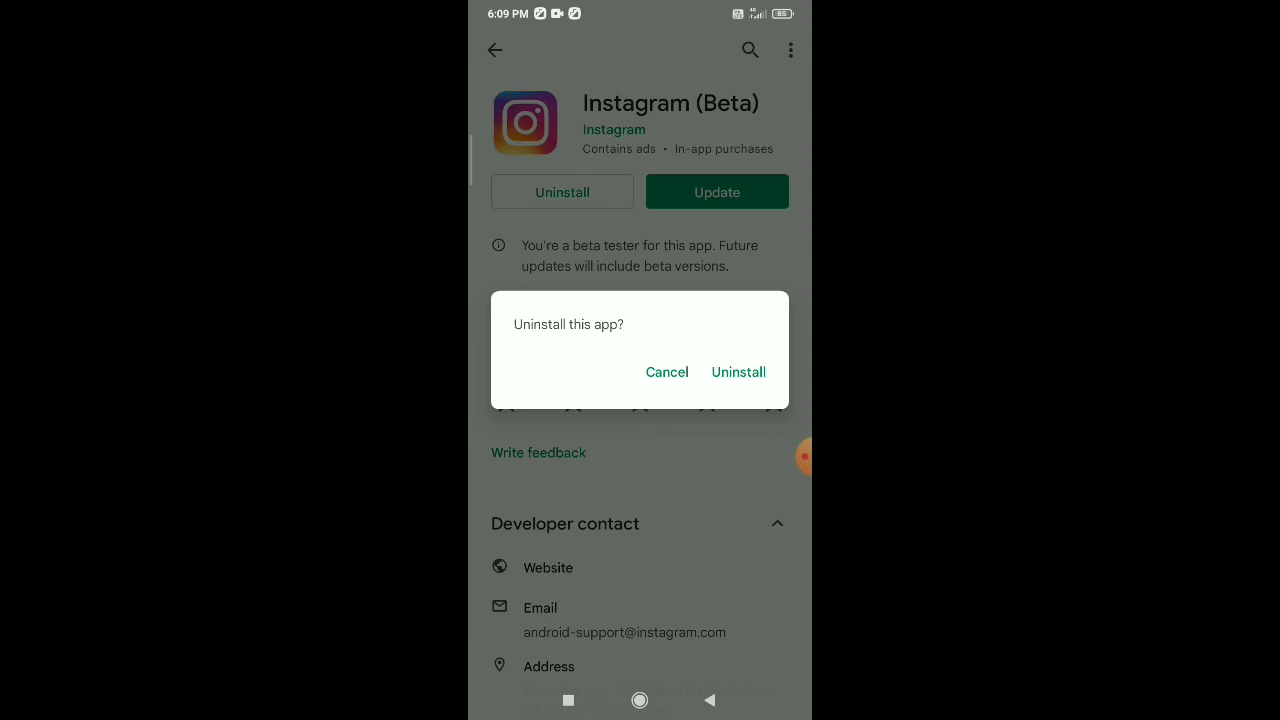 6:09 PM
4G
85
Instagram (Beta)
Instagram
Contains ads • In-app purchases
Uninstall
Update
You're a beta tester for this app. Future
updates will include beta versions.
Uninstall this app?
Cancel
Uninstall
Write feedback
Developer contact
Website
Email
android-support@instagram.com
Address